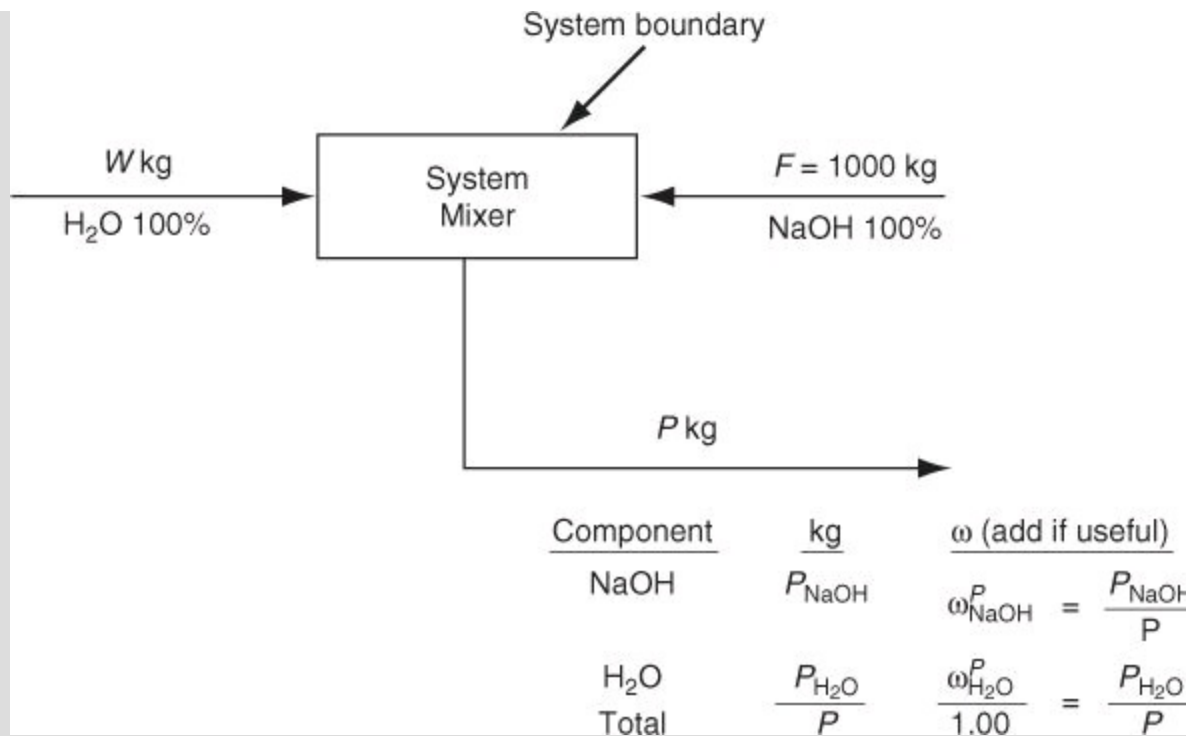 System boundary
W kg
H₂O 100%
System
Mixer
F = 1000 kg
NaOH 100%
P kg
Component kg ω (add if useful)
NaOH P_NaOH ω^P_NaOH = P_NaOH / P
H₂O P_H₂O ω^P_H₂O = P_H₂O
Total P 1.00 P